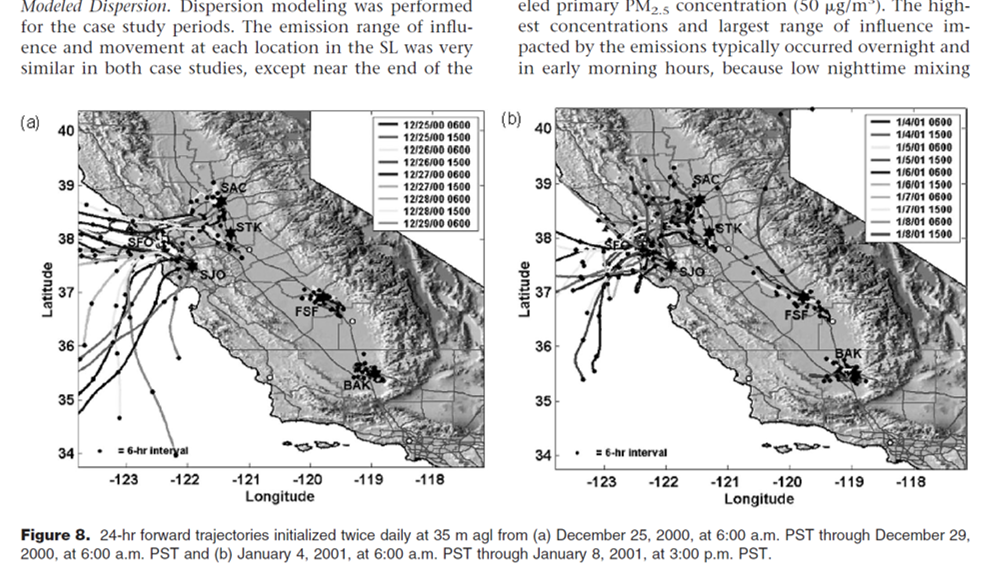 Modeled Dispersion. Dispersion modeling was performed
for the case study periods. The emission range of influ-
ence and movement at each location in the SL was very
similar in both case studies, except near the end of the
eled primary PM2.5 concentration (50 μg/m³). The high-
est concentrations and largest range of influence im-
pacted by the emissions typically occurred overnight and
in early morning hours, because low nighttime mixing
(a)
40
39
38
37
36
35
34
Latitude
12/25/00 0600
12/25/00 1500
12/26/00 0600
12/26/00 1500
12/27/00 0600
12/27/00 1500
12/28/00 0600
12/28/00 1500
12/29/00 0600
SAC
STK
SFO
SJO
FSF
BAK
= 6-hr interval
-123
-122
-121
-120
-119
-118
Longitude
(b)
40
39
38
37
36
35
34
Latitude
1/4/01 0600
1/4/01 1500
1/5/01 0600
1/5/01 1500
1/6/01 0600
1/6/01 1500
1/7/01 0600
1/7/01 1500
1/8/01 0600
1/8/01 1500
SAC
STK
SFO
SJO
FSF
BAK
= 6-hr interval
-123
-122
-121
-120
-119
-118
Longitude
Figure 8. 24-hr forward trajectories initialized twice daily at 35 m agl from (a) December 25, 2000, at 6:00 a.m. PST through December 29,
2000, at 6:00 a.m. PST and (b) January 4, 2001, at 6:00 a.m. PST through January 8, 2001, at 3:00 p.m. PST.